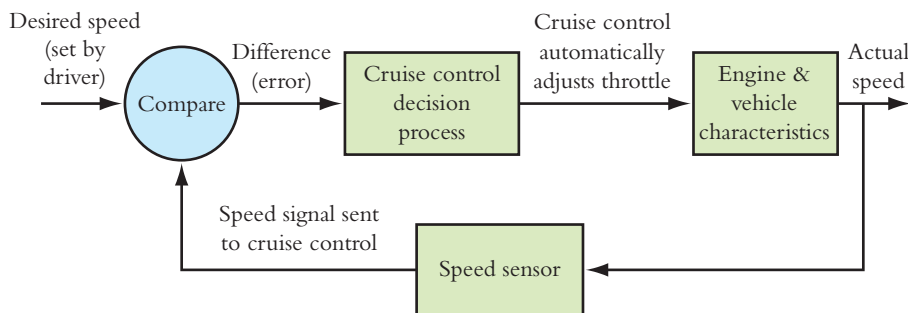 Desired speed
(set by
driver)
Compare
Difference
(error)
Cruise control
decision
process
Cruise control
automatically
adjusts throttle
Engine &
vehicle
characteristics
Actual
speed
Speed signal sent
to cruise control
Speed sensor